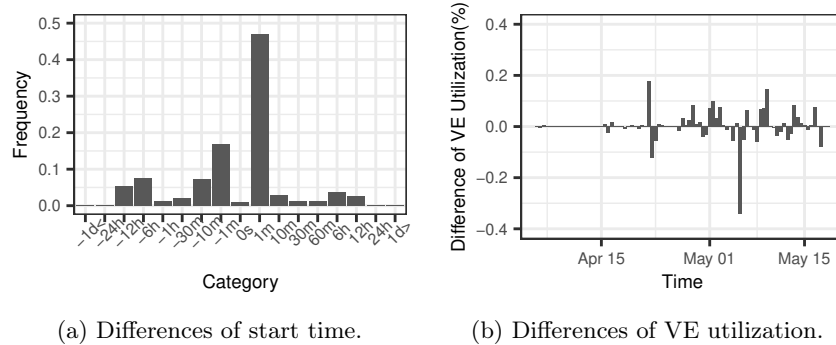 0.5
0.4
0.3
0.2
0.1
0.0
Frequency
−1d<
−24h
−12h
−6h
−1h
−30m
−10m
−1m
0s
1m
10m
30m
60m
6h
12h
24h
1d>
Category
(a) Differences of start time.
0.4
0.2
0.0
−0.2
−0.4
Difference of VE Utilization(%)
Apr 15
May 01
May 15
Time
(b) Differences of VE utilization.